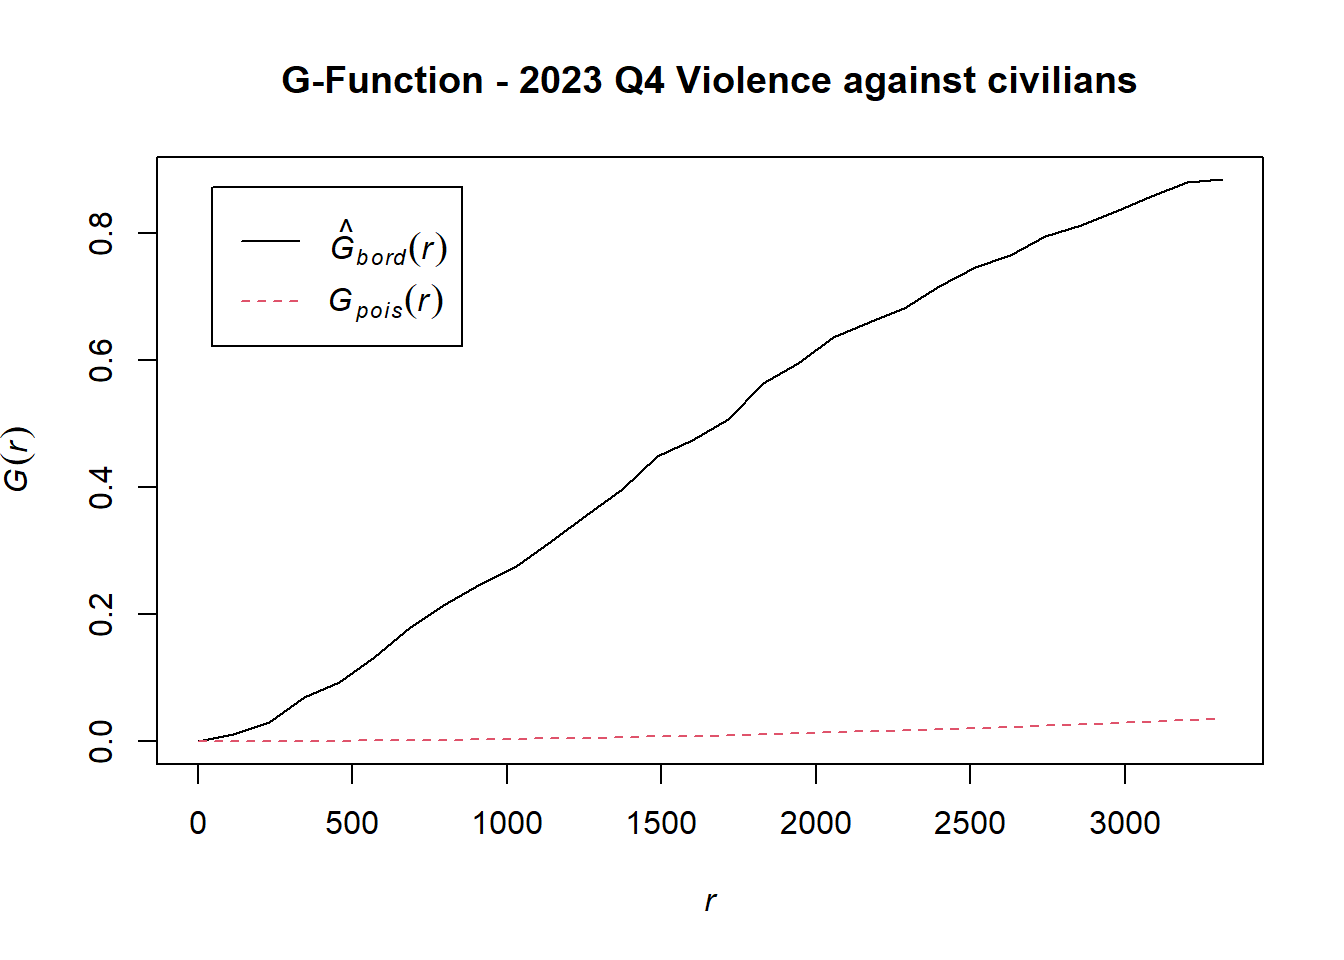 G-Function - 2023 Q4 Violence against civilians
Ĝbord(r)
Gpois(r)
G(r)
0.8
0.6
0.4
0.2
0.0
0 500 1000 1500 2000 2500 3000
r